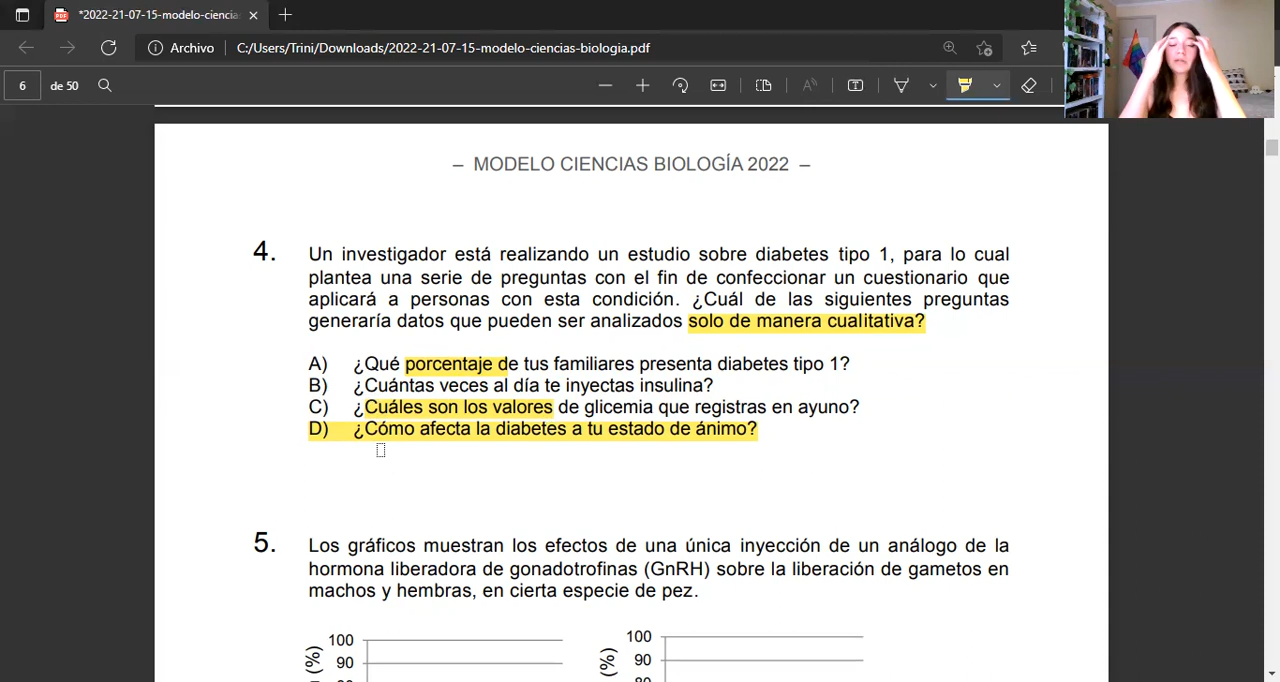 *2022-21-07-15-modelo-ciencia
Archivo C:/Users/Trini/Downloads/2022-21-07-15-modelo-ciencias-biologia.pdf
6 de 50
– MODELO CIENCIAS BIOLOGÍA 2022 –
4. Un investigador está realizando un estudio sobre diabetes tipo 1, para lo cual
plantea una serie de preguntas con el fin de confeccionar un cuestionario que
aplicará a personas con esta condición. ¿Cuál de las siguientes preguntas
generaría datos que pueden ser analizados solo de manera cualitativa?
A) ¿Qué porcentaje de tus familiares presenta diabetes tipo 1?
B) ¿Cuántas veces al día te inyectas insulina?
C) ¿Cuáles son los valores de glicemia que registras en ayuno?
D) ¿Cómo afecta la diabetes a tu estado de ánimo?
5. Los gráficos muestran los efectos de una única inyección de un análogo de la
hormona liberadora de gonadotrofinas (GnRH) sobre la liberación de gametos en
machos y hembras, en cierta especie de pez.
100 100
(%) 90 (%) 90